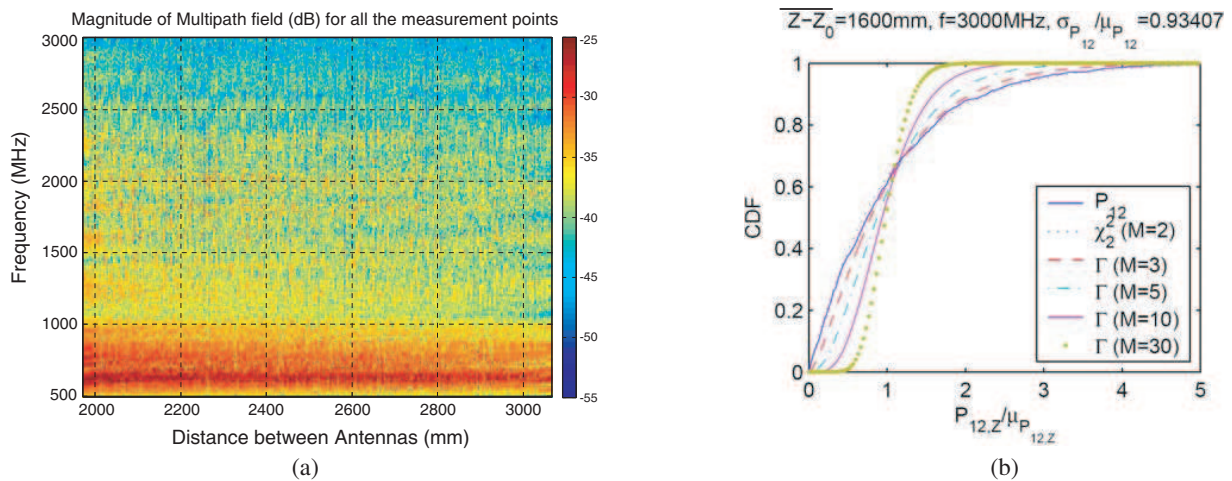 Magnitude of Multipath field (dB) for all the measurement points
3000
2500
2000
1500
1000
500
Frequency (MHz)
2000 2200 2400 2600 2800 3000
Distance between Antennas (mm)
-25
-30
-35
-40
-45
-50
-55
(a)
Z−Z₀=1600mm, f=3000MHz, σ_P₁₂/μ_P₁₂=0.93407
1
0.8
0.6
0.4
0.2
0
CDF
0 1 2 3 4 5
P₁₂,Z/μ_P₁₂,Z
P₁₂
χ₂² (M=2)
Γ (M=3)
Γ (M=5)
Γ (M=10)
Γ (M=30)
(b)